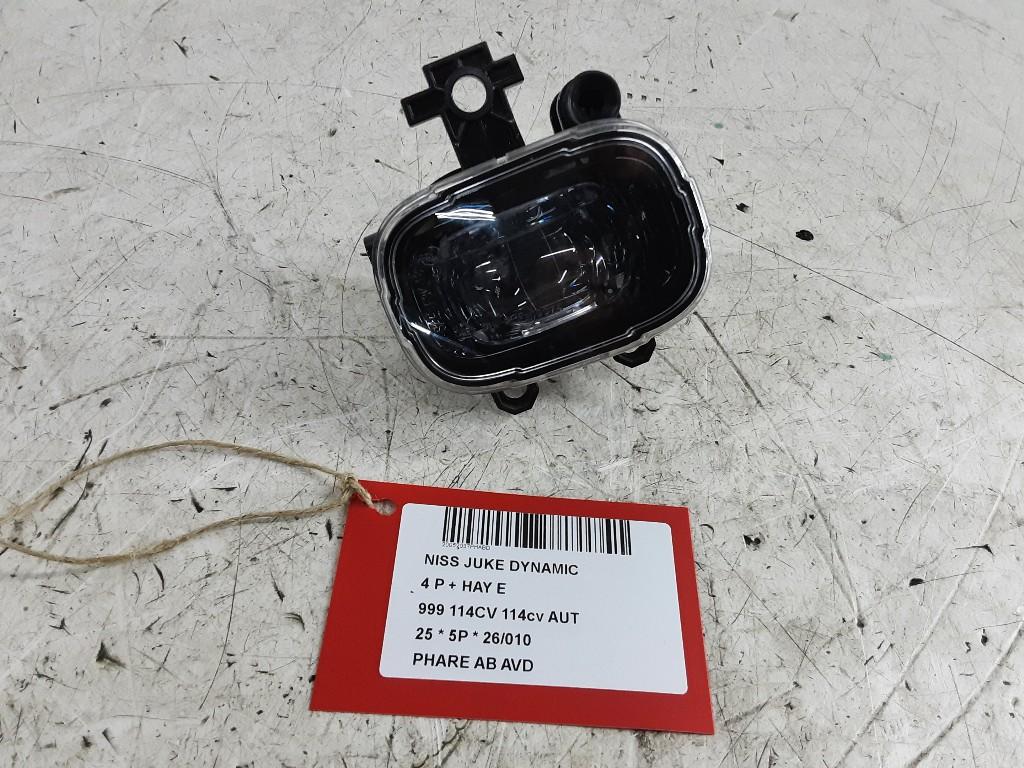 NISS JUKE DYNAMIC
4 P + HAY E
999 114CV 114cv AUT
25 * 5P * 26/010
PHARE AB AVD